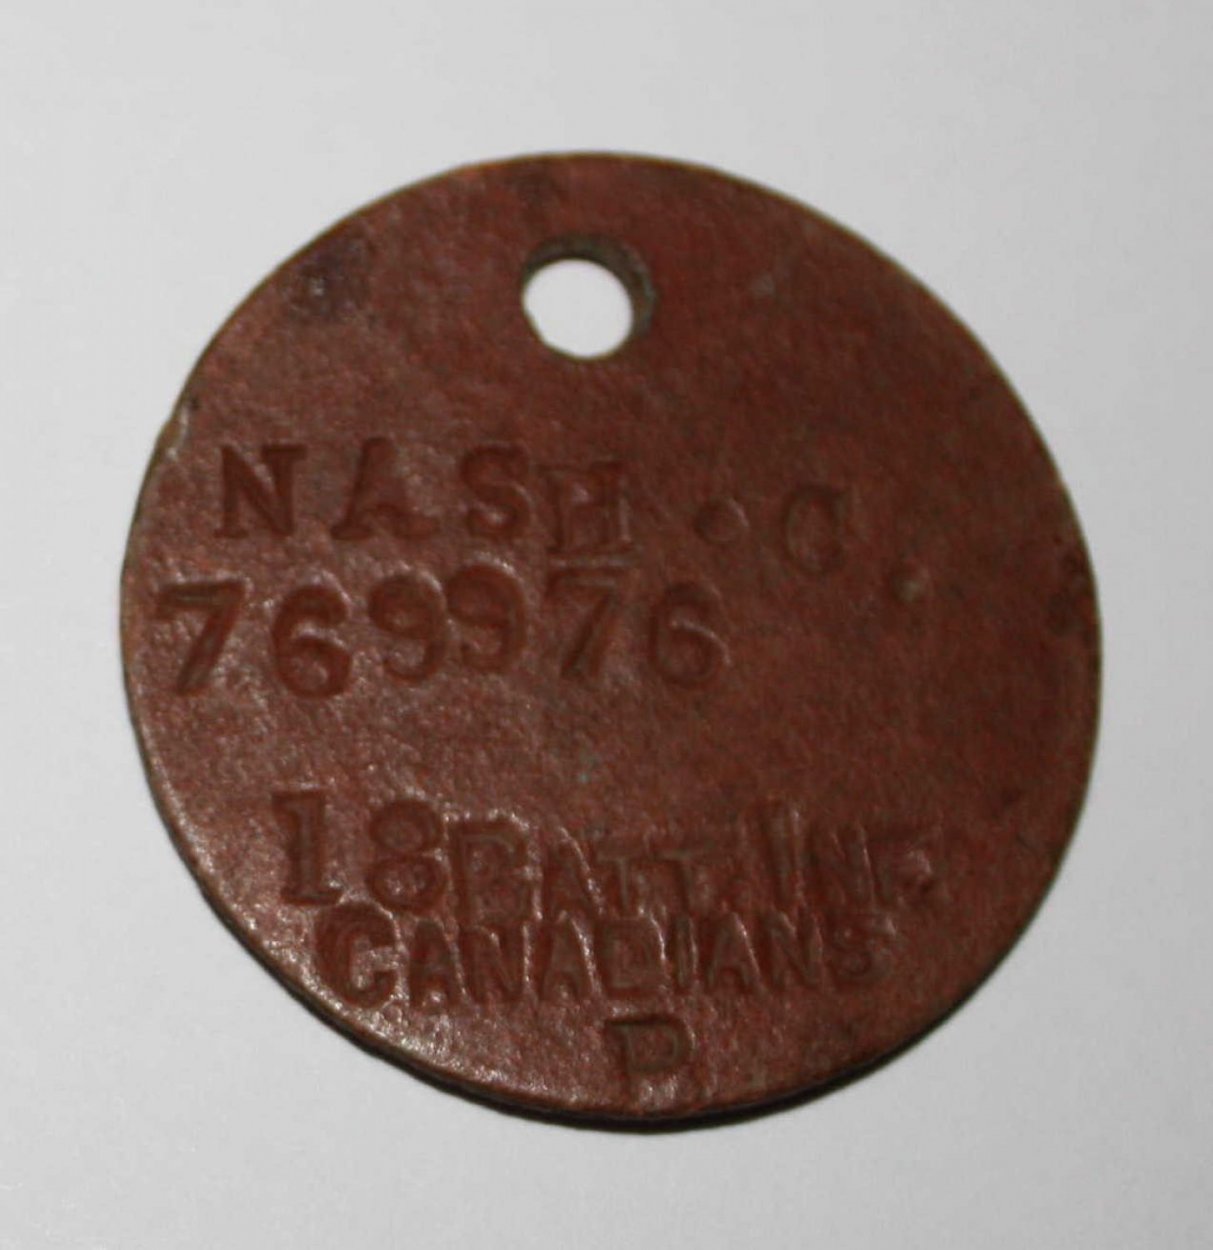 NASH · C.
769976
18 BATT. INF.
CANADIANS
D